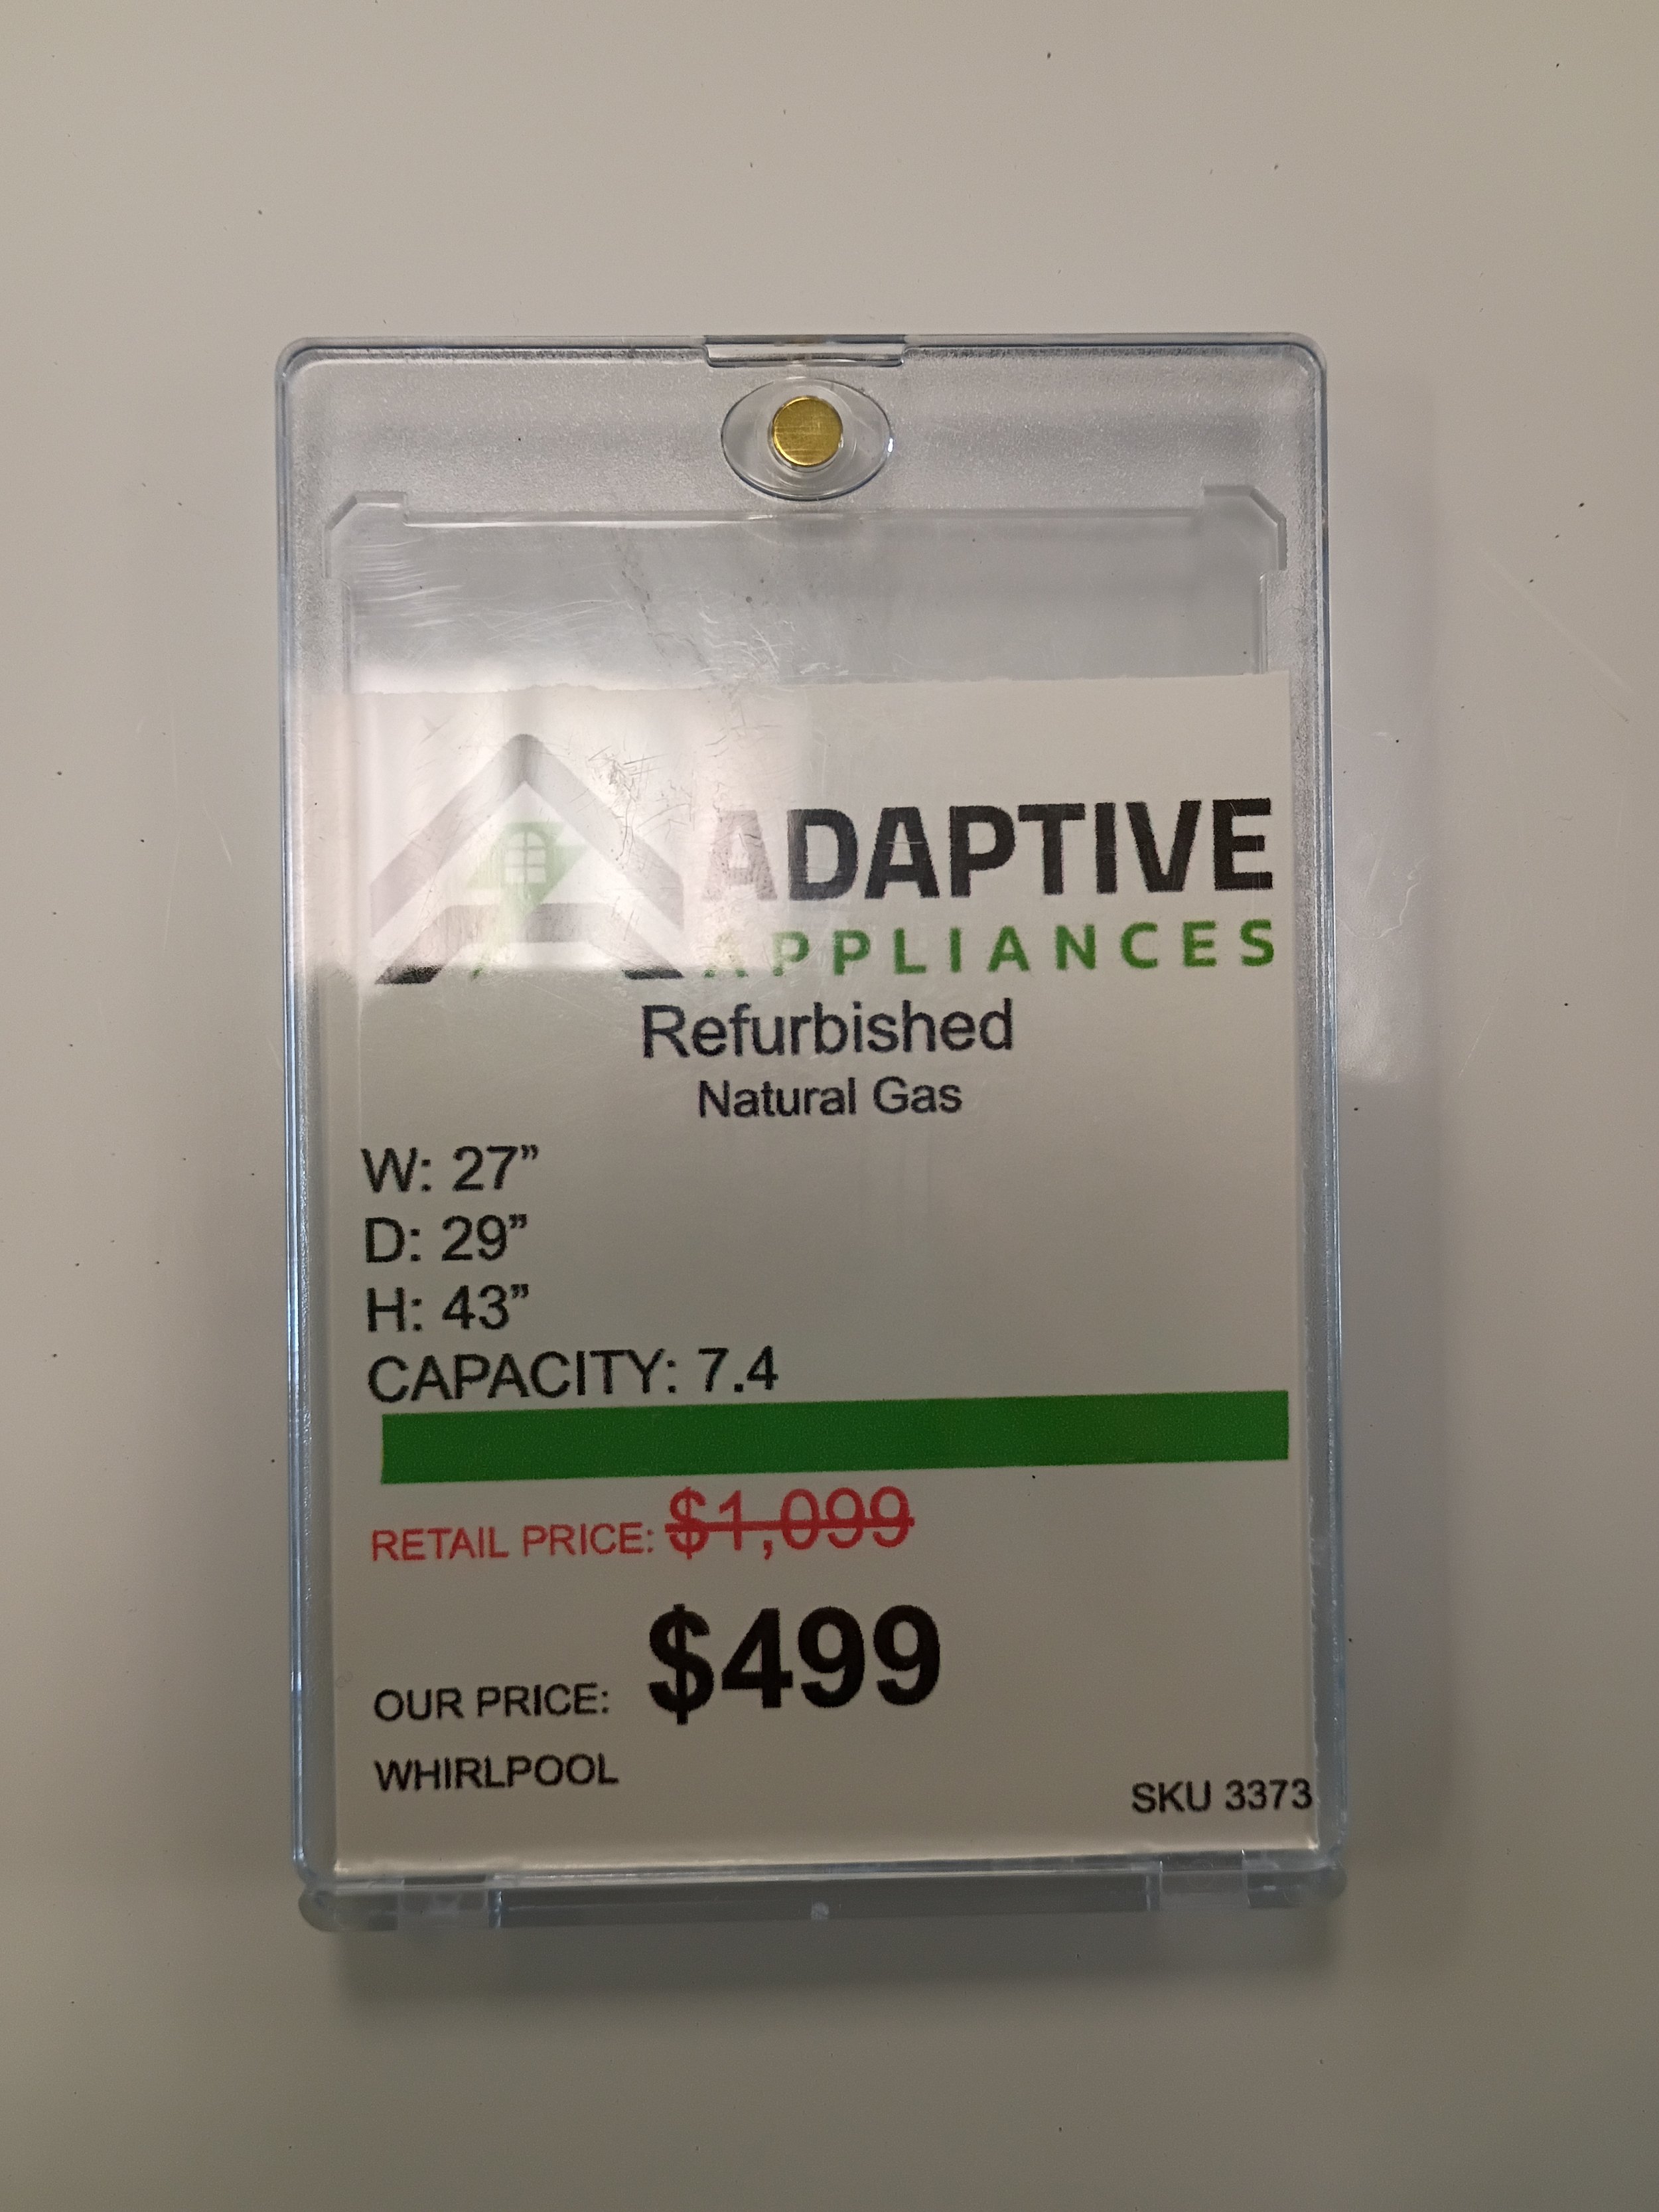 ADAPTIVE
APPLIANCES
Refurbished
Natural Gas
W: 27”
D: 29”
H: 43”
CAPACITY: 7.4
RETAIL PRICE: $1,099
OUR PRICE: $499
WHIRLPOOL
SKU 3373